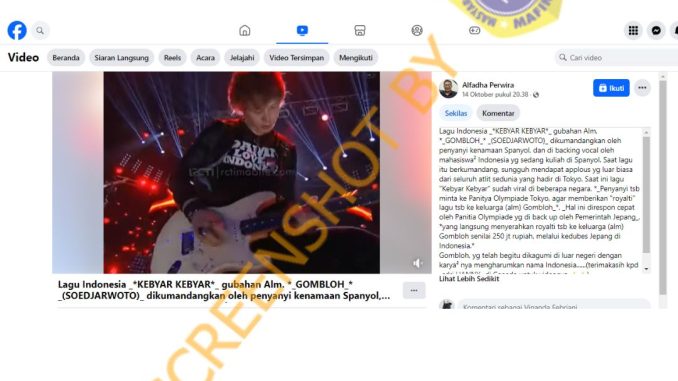 MAFIN
Video
Beranda
Siaran Langsung
Reels
Acara
Jelajahi
Video Tersimpan
Mengikuti
Cari video
SCREENSHOT BY
rctimobile
Lagu Indonesia _*KEBYAR KEBYAR*_ gubahan Alm. *_GOMBLOH_*
_(SOEDJARWOTO)_ dikumandangkan oleh penyanyi kenamaan Spanyol,...
Alfadha Perwira
14 Oktober pukul 20.38
Ikuti
Sekilas
Komentar
Lagu Indonesia _*KEBYAR KEBYAR*_ gubahan Alm.
*_GOMBLOH_* _(SOEDJARWOTO)_ dikumandangkan oleh
penyanyi kenamaan Spanyol. dan di backing vocal oleh
mahasiswa² Indonesia yg sedang kuliah di Spanyol. Saat lagu
itu berkumandang, sungguh mendapat applous yg luar biasa
dari seluruh atlit sedunia yang hadir di Tokyo. Saat ini lagu
"Kebyar Kebyar" sudah viral di beberapa negara. *_Penyanyi tsb
minta ke Panitya Olympiade Tokyo, agar memberikan "royalti"
lagu tsb ke keluarga (alm) Gombloh_*. _Hal ini direspon cepat
oleh Panitia Olympiade yg di back up oleh Pemerintah Jepang_,
*yang langsung menyerahkan royalti tsb ke keluarga (alm)
Gombloh senilai 250 jt rupiah, melalui kedubes Jepang di
Indonesia.*
Gombloh, yg telah begitu dikagumi di luar negeri dengan
karya² nya mengharumkan nama Indonesia......(terimakasih kpd
Lihat Lebih Sedikit
Komentari sebagai Vinanda Febriani